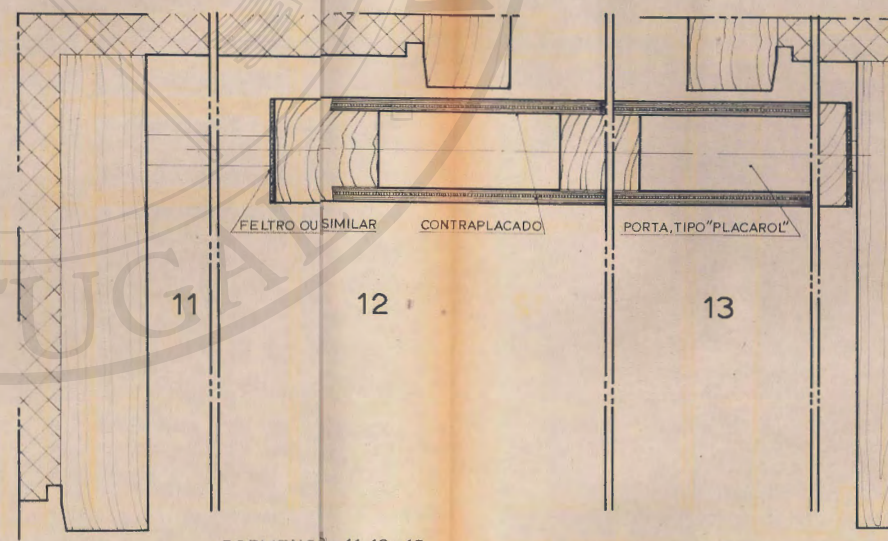 FELTRO OU SIMILAR
CONTRAPLACADO
PORTA, TIPO "PLACAROL"
11
12
13